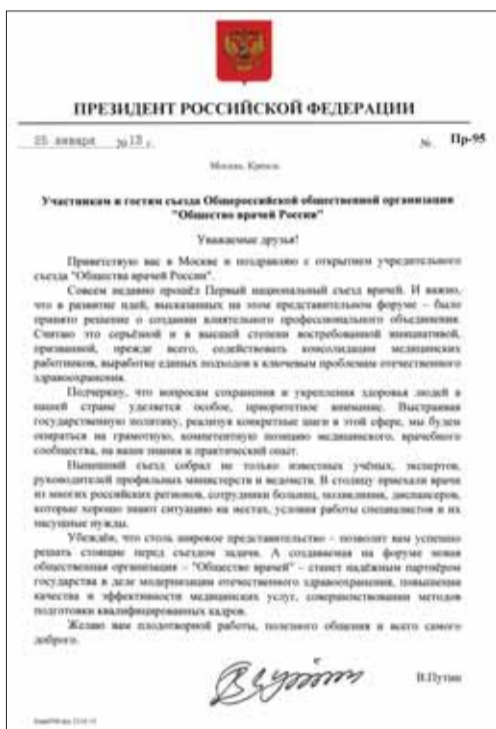 ПРЕЗИДЕНТ РОССИЙСКОЙ ФЕДЕРАЦИИ
25 января 2013 г.
№ Пр-95
Москва, Кремль
Участникам и гостям съезда Общероссийской общественной организации
"Общество врачей России"
Уважаемые друзья!
Приветствую вас в Москве и поздравляю с открытием учредительного
съезда "Общества врачей России".
Совсем недавно прошёл Первый национальный съезд врачей. И важно,
что в развитие идей, высказанных на этом представительном форуме – было
принято решение о создании влиятельного профессионального объединения.
Считаю это серьёзной и в высшей степени востребованной инициативой,
призванной, прежде всего, содействовать консолидации медицинских
работников, выработке единых подходов к ключевым проблемам отечественного
здравоохранения.
Подчеркну, что вопросам сохранения и укрепления здоровья людей в
нашей стране уделяется особое, приоритетное внимание. Выстраивая
государственную политику, реализуя конкретные шаги в этой сфере, мы будем
опираться на грамотную, компетентную позицию медицинского, врачебного
сообщества, на ваши знания и практический опыт.
Нынешний съезд собрал не только известных учёных, экспертов,
руководителей профильных министерств и ведомств. В столицу приехали врачи
из многих российских регионов, сотрудники больниц, поликлиник, диспансеров,
которые хорошо знают ситуацию на местах, условия работы специалистов и их
насущные нужды.
Убеждён, что столь широкое представительство – позволит вам успешно
решать стоящие перед съездом задачи. А создаваемая на форуме новая
общественная организация – "Общество врачей" – станет надёжным партнёром
государства в деле модернизации отечественного здравоохранения, повышения
качества и эффективности медицинских услуг, совершенствовании методов
подготовки квалифицированных кадров.
Желаю вам плодотворной работы, полезного общения и всего самого
доброго.
В.Путин